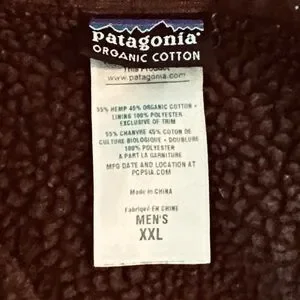 patagonia®
ORGANIC COTTON
This Product
www.patagonia.com
55% HEMP 45% ORGANIC COTTON •
LINING 100% POLYESTER
EXCLUSIVE OF TRIM
55% CHANVRE 45% COTON DE
CULTURE BIOLOGIQUE • DOUBLURE
100% POLYESTER
A PART LA GARNITURE
MFG DATE AND LOCATION AT
PCPSIA.COM
Made in CHINA
Fabriqué EN CHINE
MEN'S
XXL